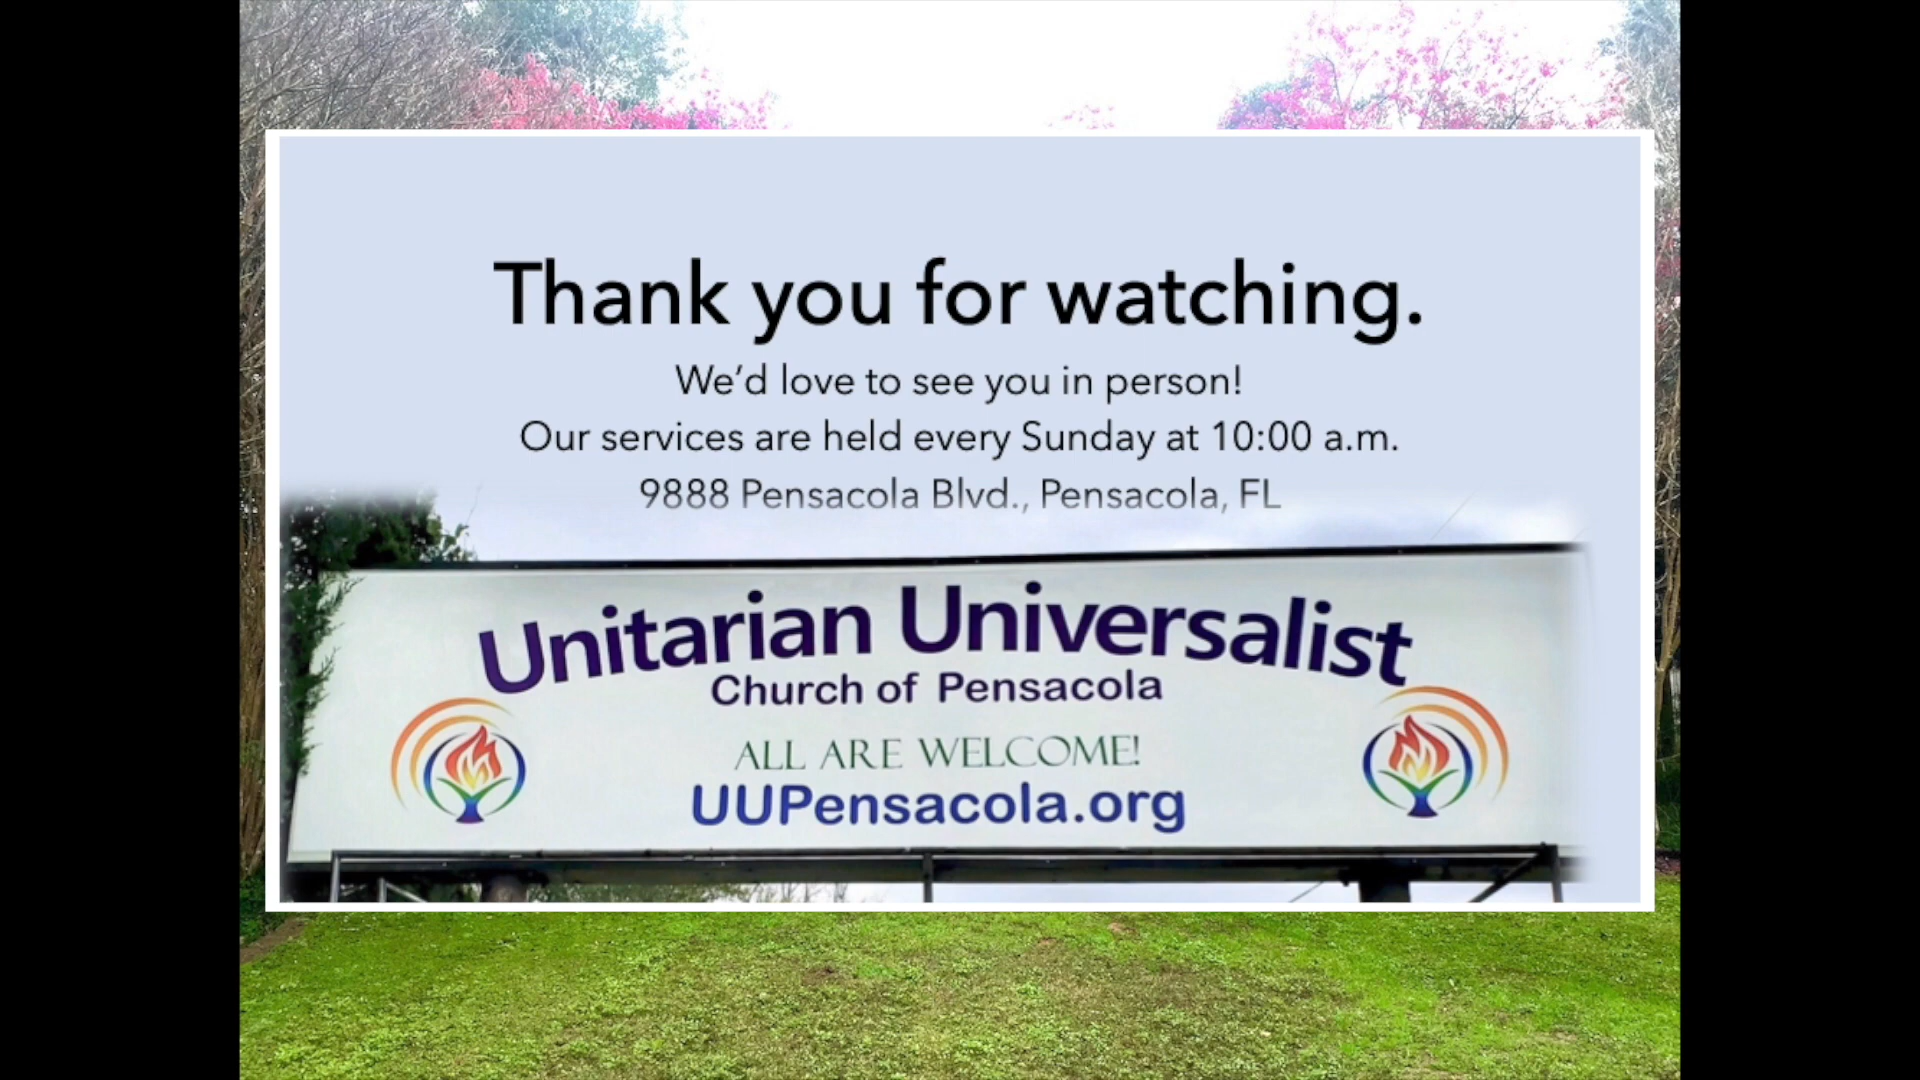 Thank you for watching.
We’d love to see you in person!
Our services are held every Sunday at 10:00 a.m.
9888 Pensacola Blvd., Pensacola, FL
Unitarian Universalist
Church of Pensacola
ALL ARE WELCOME!
UUPensacola.org